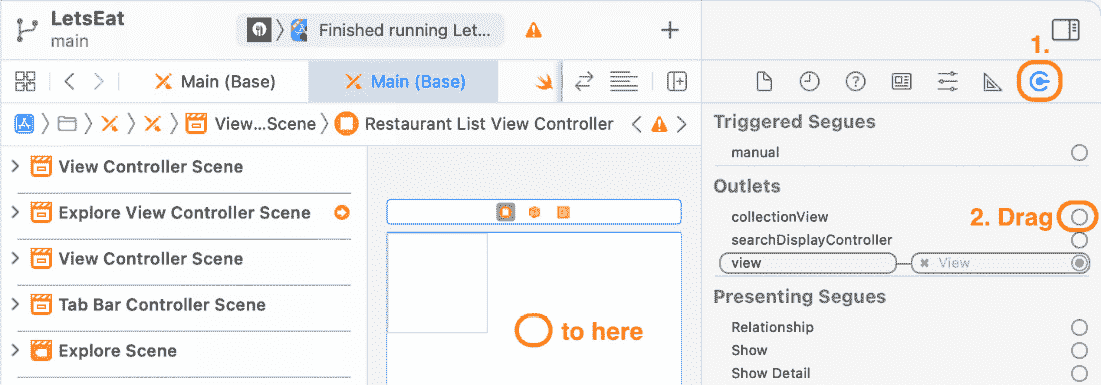 LetsEat
main
Finished running Let...
1.
Main (Base)
Main (Base)
View...Scene
Restaurant List View Controller
View Controller Scene
Explore View Controller Scene
View Controller Scene
Tab Bar Controller Scene
Explore Scene
to here
Triggered Segues
manual
Outlets
collectionView
2. Drag
searchDisplayController
view
View
Presenting Segues
Relationship
Show
Show Detail